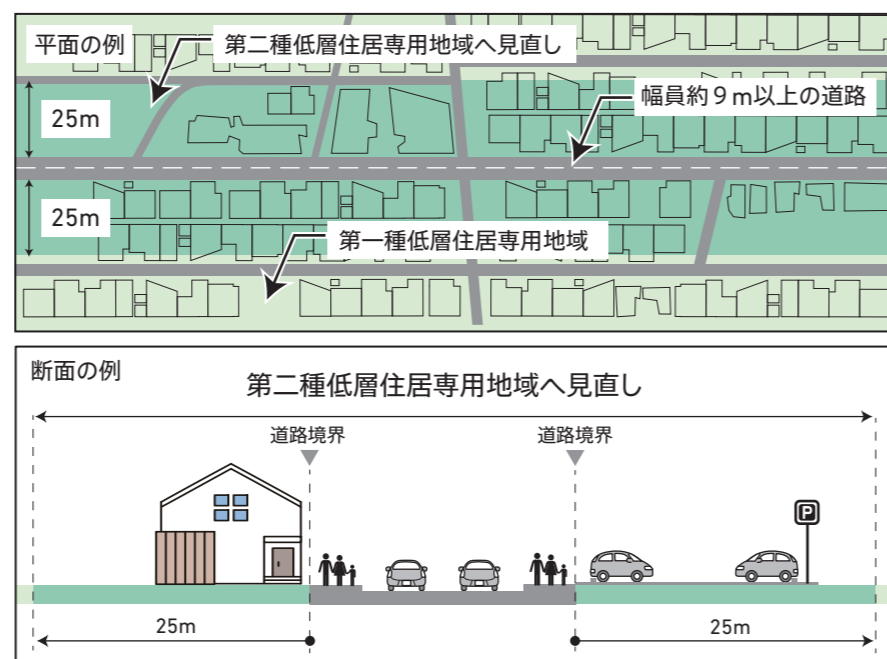 平面の例
第二種低層住居専用地域へ見直し
25m
幅員約9m以上の道路
25m
第一種低層住居専用地域
断面の例
第二種低層住居専用地域へ見直し
道路境界
道路境界
P
25m
25m